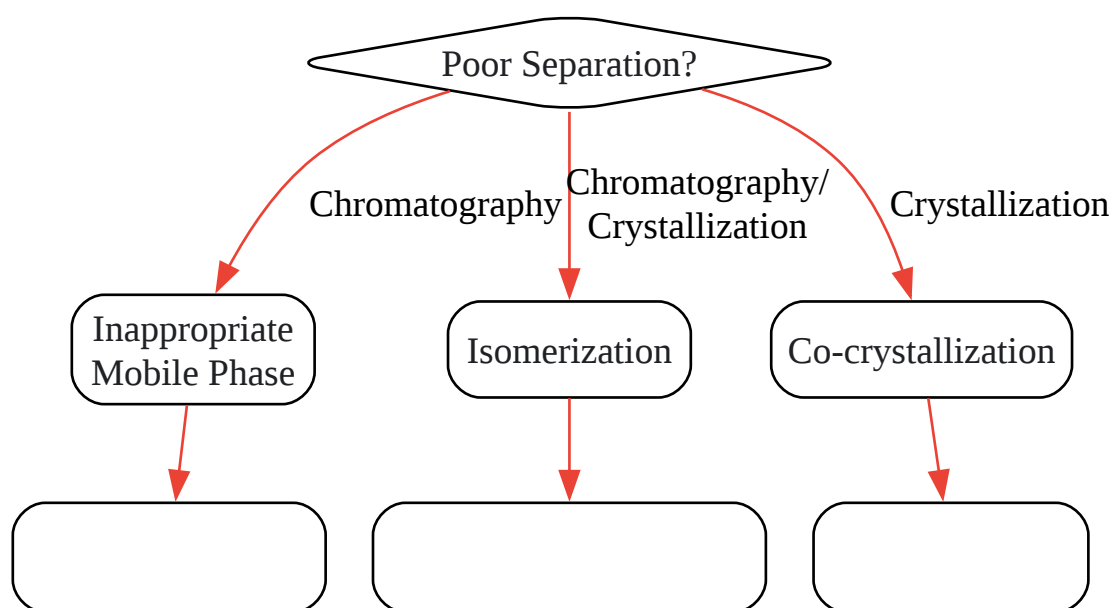 Poor Separation?
Chromatography
Chromatography/
Crystallization
Crystallization
Inappropriate
Mobile Phase
Isomerization
Co-crystallization